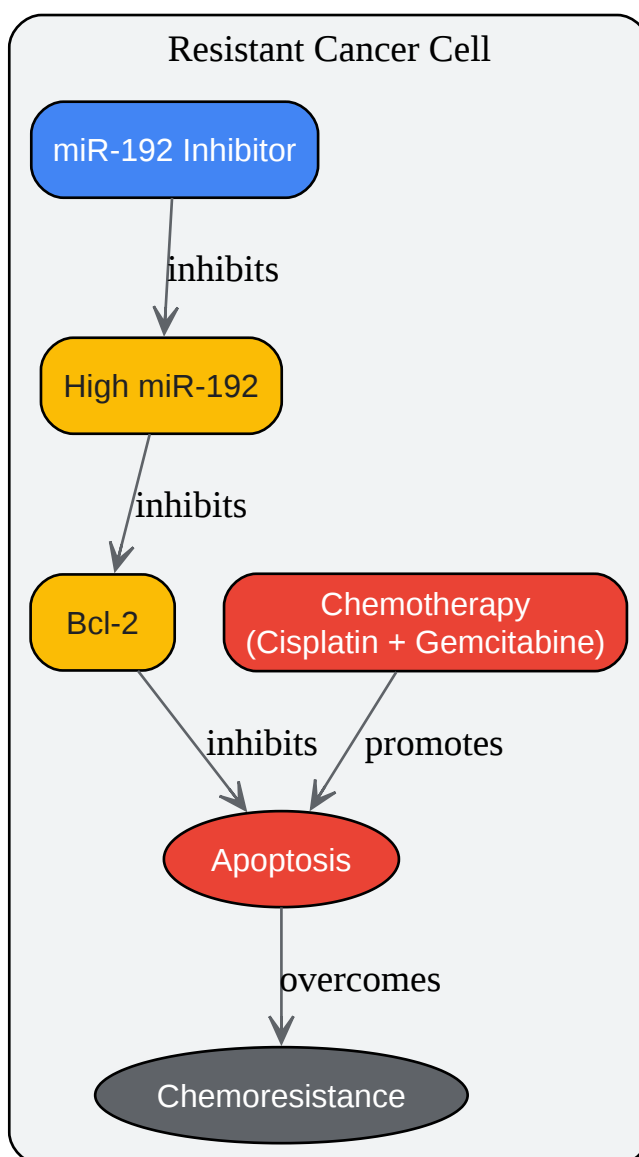 Resistant Cancer Cell
miR-192 Inhibitor
inhibits
High miR-192
inhibits
Bcl-2
Chemotherapy
(Cisplatin + Gemcitabine)
inhibits
promotes
Apoptosis
overcomes
Chemoresistance